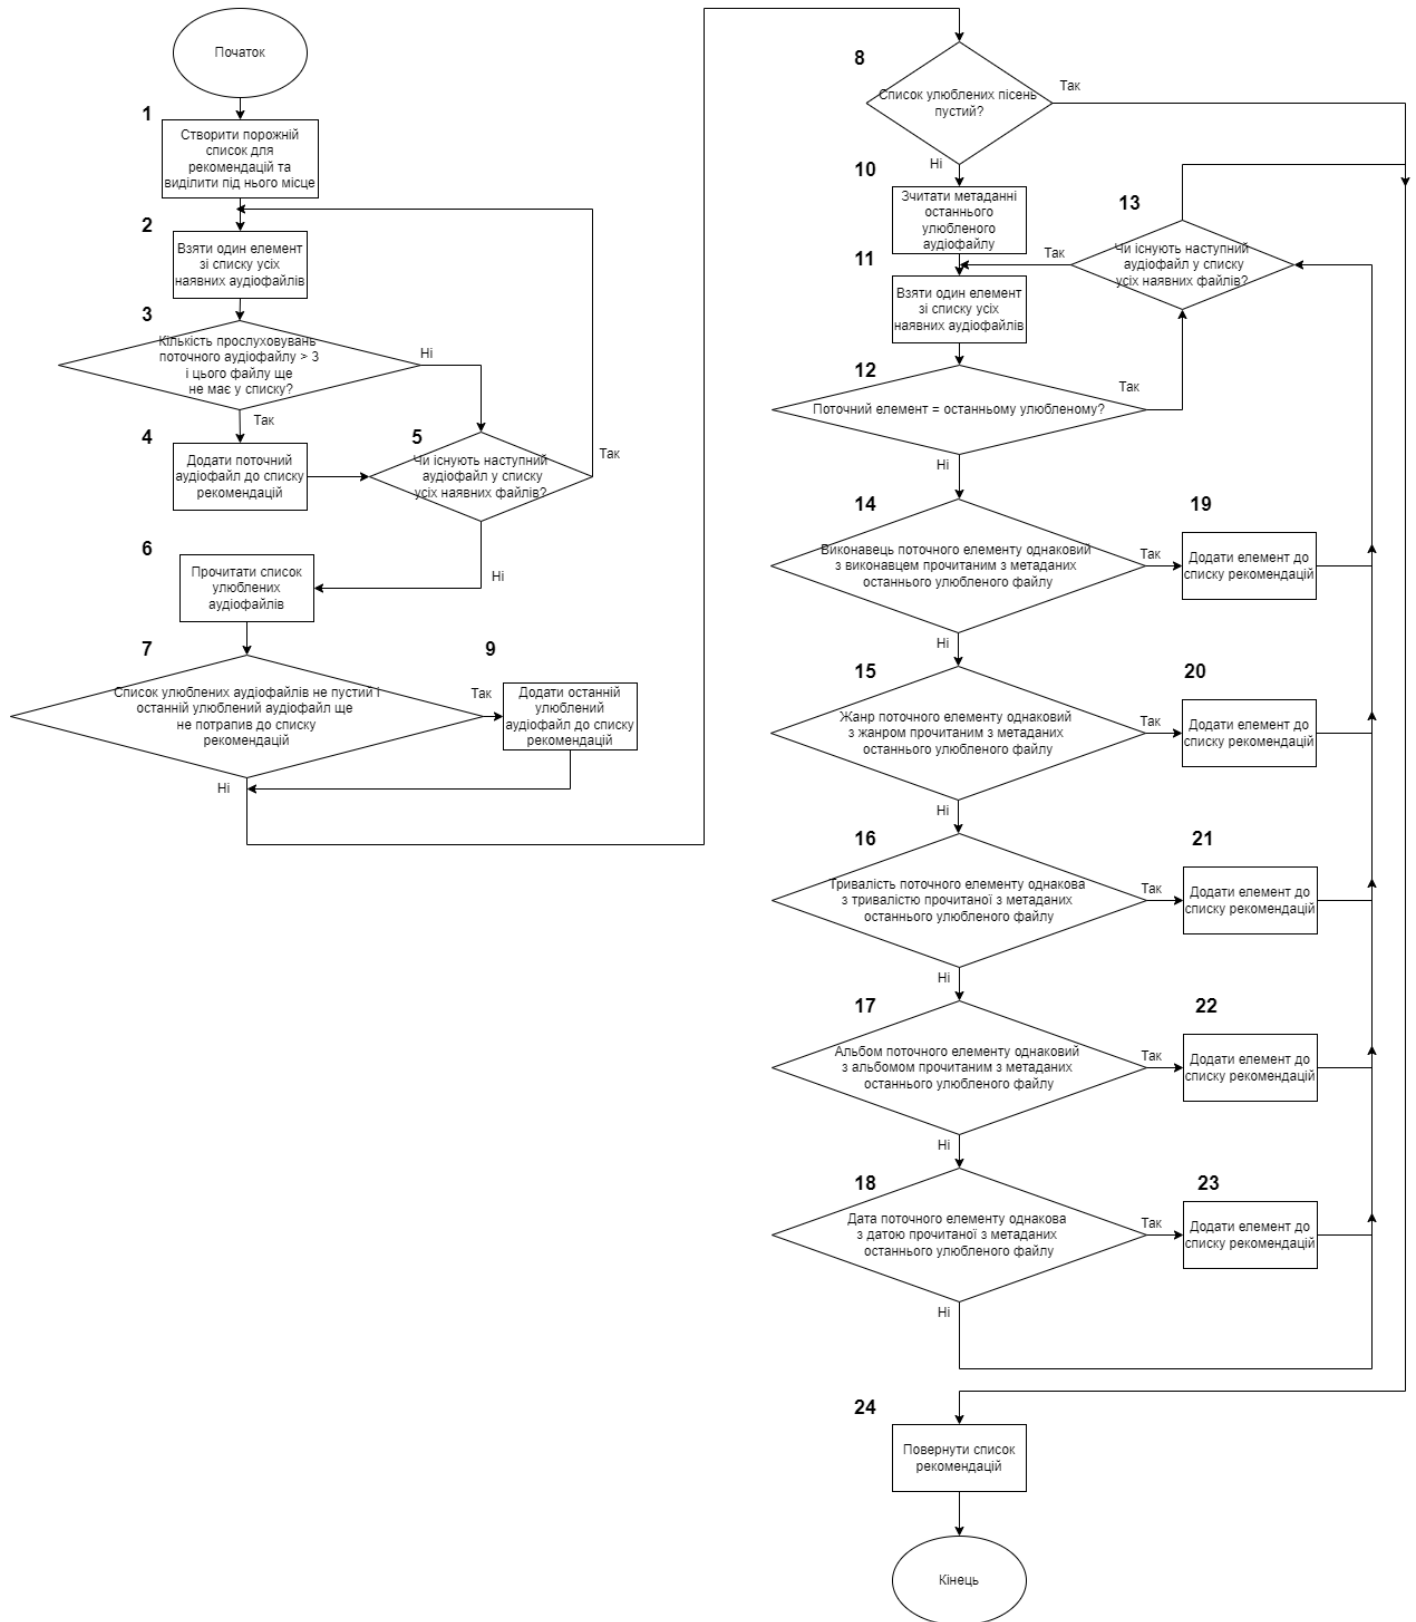 Початок
1
Створити порожній
список для
рекомендацій та
виділити під нього місце
2
Взяти один елемент
зі списку усіх
наявних аудіофайлів
3
Кількість прослуховувань
поточного аудіофайлу > 3
і цього файлу ще
не має у списку?
Ні
Так
4
Додати поточний
аудіофайл до списку
рекомендацій
5
Чи існують наступний
аудіофайл у списку
усіх наявних файлів?
Так
Ні
6
Прочитати список
улюблених
аудіофайлів
7
Список улюблених аудіофайлів не пустий і
останній улюблений аудіофайл ще
не потрапив до списку
рекомендацій
Так
Ні
9
Додати останній
улюблений
аудіофайл до списку
рекомендацій
8
Список улюблених пісень
пустий?
Так
Ні
10
Зчитати метаданні
останнього
улюбленого
аудіофайлу
13
Чи існують наступний
аудіофайл у списку
усіх наявних файлів?
Так
11
Взяти один елемент
зі списку усіх
наявних аудіофайлів
12
Поточний елемент = останньому улюбленому?
Так
Ні
14
Виконавець поточного елементу однаковий
з виконавцем прочитаним з метаданих
останнього улюбленого файлу
Так
Ні
19
Додати елемент до
списку рекомендацій
15
Жанр поточного елементу однаковий
з жанром прочитаним з метаданих
останнього улюбленого файлу
Так
Ні
20
Додати елемент до
списку рекомендацій
16
Тривалість поточного елементу однакова
з тривалістю прочитаної з метаданих
останнього улюбленого файлу
Так
Ні
21
Додати елемент до
списку рекомендацій
17
Альбом поточного елементу однаковий
з альбомом прочитаним з метаданих
останнього улюбленого файлу
Так
Ні
22
Додати елемент до
списку рекомендацій
18
Дата поточного елементу однакова
з датою прочитаної з метаданих
останнього улюбленого файлу
Так
Ні
23
Додати елемент до
списку рекомендацій
24
Повернути список
рекомендацій
Кінець